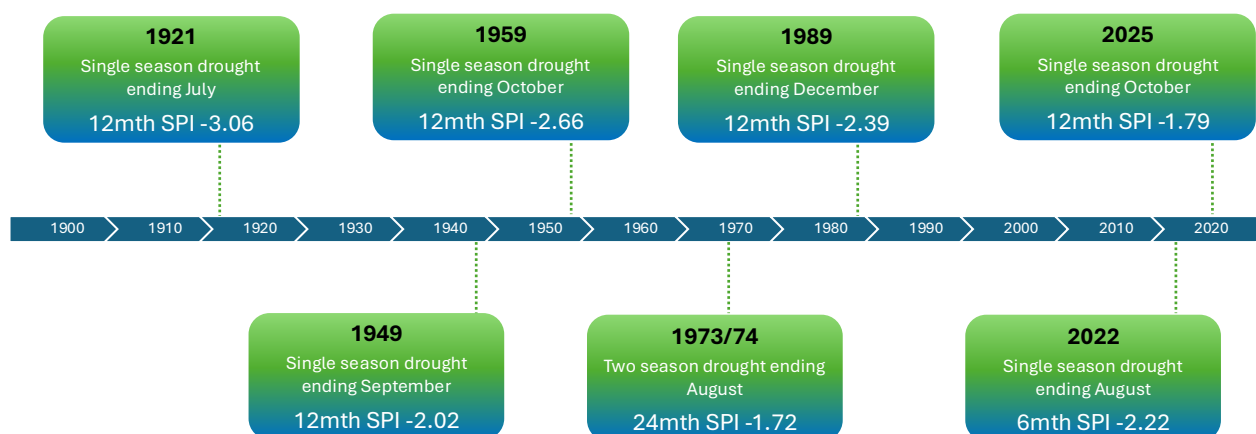 1921
Single season drought
ending July
12mth SPI -3.06
1959
Single season drought
ending October
12mth SPI -2.66
1989
Single season drought
ending December
12mth SPI -2.39
2025
Single season drought
ending October
12mth SPI -1.79
1900 1910 1920 1930 1940 1950 1960 1970 1980 1990 2000 2010 2020
1949
Single season drought
ending September
12mth SPI -2.02
1973/74
Two season drought ending
August
24mth SPI -1.72
2022
Single season drought
ending August
6mth SPI -2.22